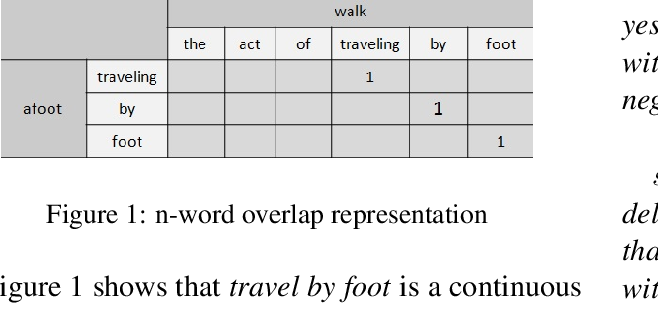 walk
the act of traveling by foot
traveling 1
afoot by 1
foot 1
Figure 1: n-word overlap representation
igure 1 shows that travel by foot is a continuous
yes
wit
neg
s
del
tha
wit